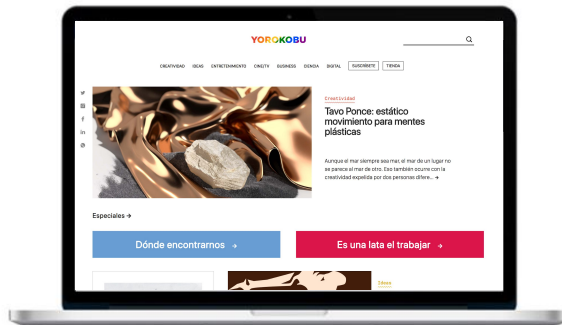 YOROKOBU
CREATIVIDAD IDEAS ENTRETENIMIENTO CINE/TV BUSINESS CIENCIA DIGITAL SUSCRÍBETE TIENDA
Creatividad
Tavo Ponce: estático
movimiento para mentes
plásticas
Aunque el mar siempre sea mar, el mar de un lugar no
se parece al mar de otro. Eso también ocurre con la
creatividad expelida por dos personas difere... →
Especiales →
Dónde encontrarnos →
Es una lata el trabajar →
Ideas